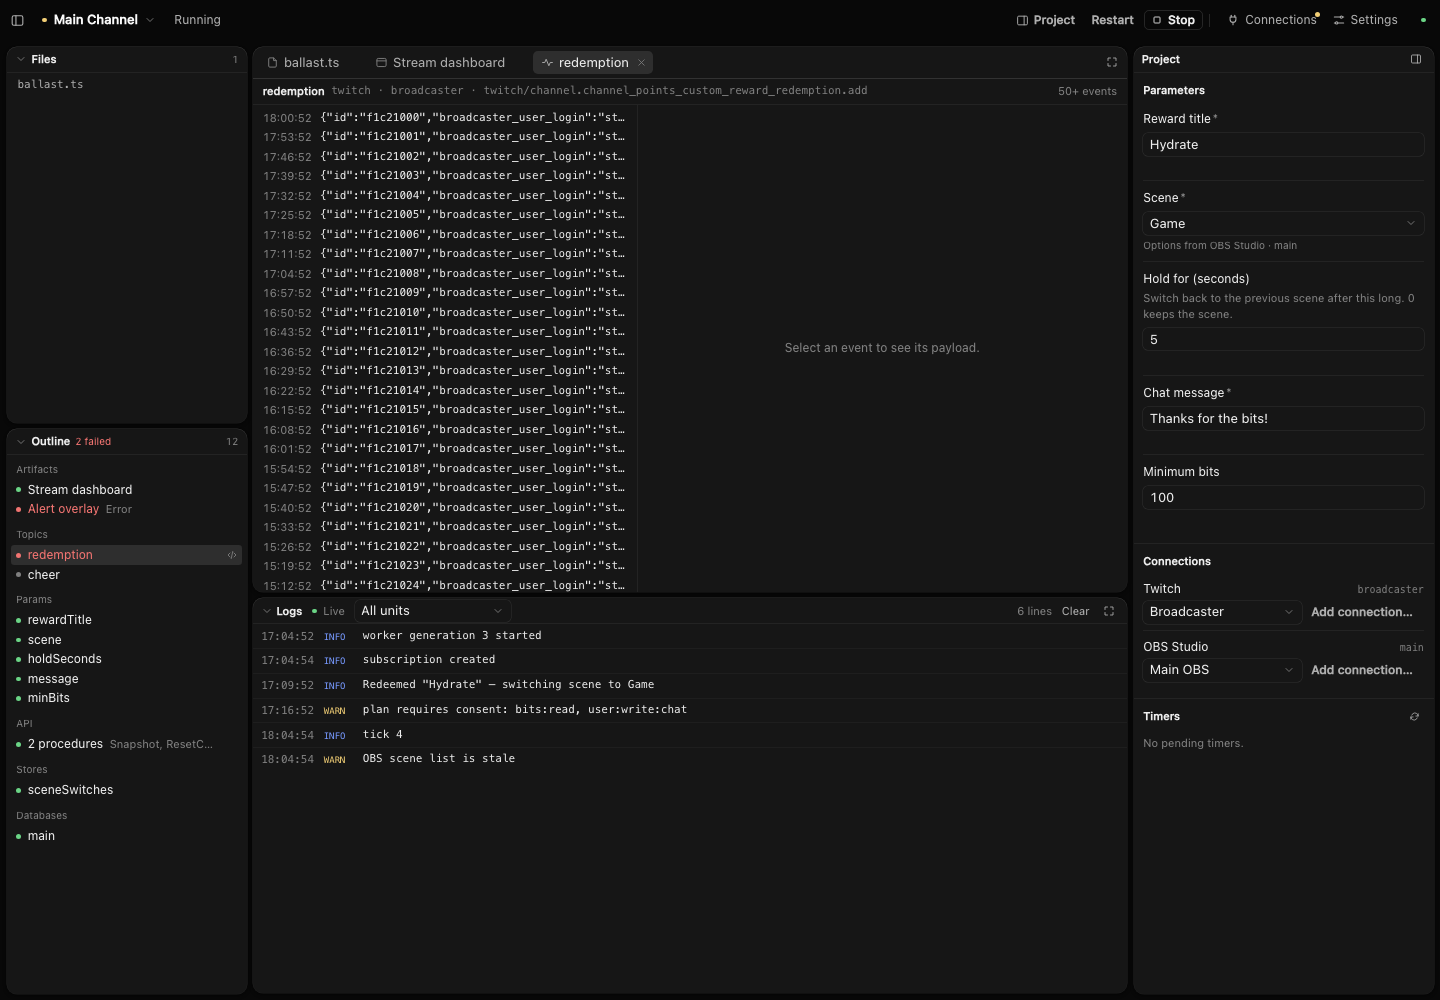 Main Channel
Running
Project
Restart
Stop
Connections
Settings
Files
1
ballast.ts
Outline 2 failed
12
Artifacts
Stream dashboard
Alert overlay Error
Topics
redemption
cheer
Params
rewardTitle
scene
holdSeconds
message
minBits
API
2 procedures Snapshot, ResetC…
Stores
sceneSwitches
Databases
main
ballast.ts
Stream dashboard
redemption
redemption twitch · broadcaster · twitch/channel.channel_points_custom_reward_redemption.add
50+ events
18:00:52 {"id":"f1c21000","broadcaster_user_login":"st…
17:53:52 {"id":"f1c21001","broadcaster_user_login":"st…
17:46:52 {"id":"f1c21002","broadcaster_user_login":"st…
17:39:52 {"id":"f1c21003","broadcaster_user_login":"st…
17:32:52 {"id":"f1c21004","broadcaster_user_login":"st…
17:25:52 {"id":"f1c21005","broadcaster_user_login":"st…
17:18:52 {"id":"f1c21006","broadcaster_user_login":"st…
17:11:52 {"id":"f1c21007","broadcaster_user_login":"st…
17:04:52 {"id":"f1c21008","broadcaster_user_login":"st…
16:57:52 {"id":"f1c21009","broadcaster_user_login":"st…
16:50:52 {"id":"f1c21010","broadcaster_user_login":"st…
16:43:52 {"id":"f1c21011","broadcaster_user_login":"st…
16:36:52 {"id":"f1c21012","broadcaster_user_login":"st…
16:29:52 {"id":"f1c21013","broadcaster_user_login":"st…
16:22:52 {"id":"f1c21014","broadcaster_user_login":"st…
16:15:52 {"id":"f1c21015","broadcaster_user_login":"st…
16:08:52 {"id":"f1c21016","broadcaster_user_login":"st…
16:01:52 {"id":"f1c21017","broadcaster_user_login":"st…
15:54:52 {"id":"f1c21018","broadcaster_user_login":"st…
15:47:52 {"id":"f1c21019","broadcaster_user_login":"st…
15:40:52 {"id":"f1c21020","broadcaster_user_login":"st…
15:33:52 {"id":"f1c21021","broadcaster_user_login":"st…
15:26:52 {"id":"f1c21022","broadcaster_user_login":"st…
15:19:52 {"id":"f1c21023","broadcaster_user_login":"st…
15:12:52 {"id":"f1c21024","broadcaster_user_login":"st…
Select an event to see its payload.
Logs
Live
All units
6 lines
Clear
17:04:52 INFO worker generation 3 started
17:04:54 INFO subscription created
17:09:52 INFO Redeemed "Hydrate" — switching scene to Game
17:16:52 WARN plan requires consent: bits:read, user:write:chat
18:04:54 INFO tick 4
18:04:54 WARN OBS scene list is stale
Project
Parameters
Reward title*
Hydrate
Scene*
Game
Options from OBS Studio · main
Hold for (seconds)
Switch back to the previous scene after this long. 0
keeps the scene.
5
Chat message*
Thanks for the bits!
Minimum bits
100
Connections
Twitch
broadcaster
Broadcaster
Add connection...
OBS Studio
main
Main OBS
Add connection...
Timers
No pending timers.